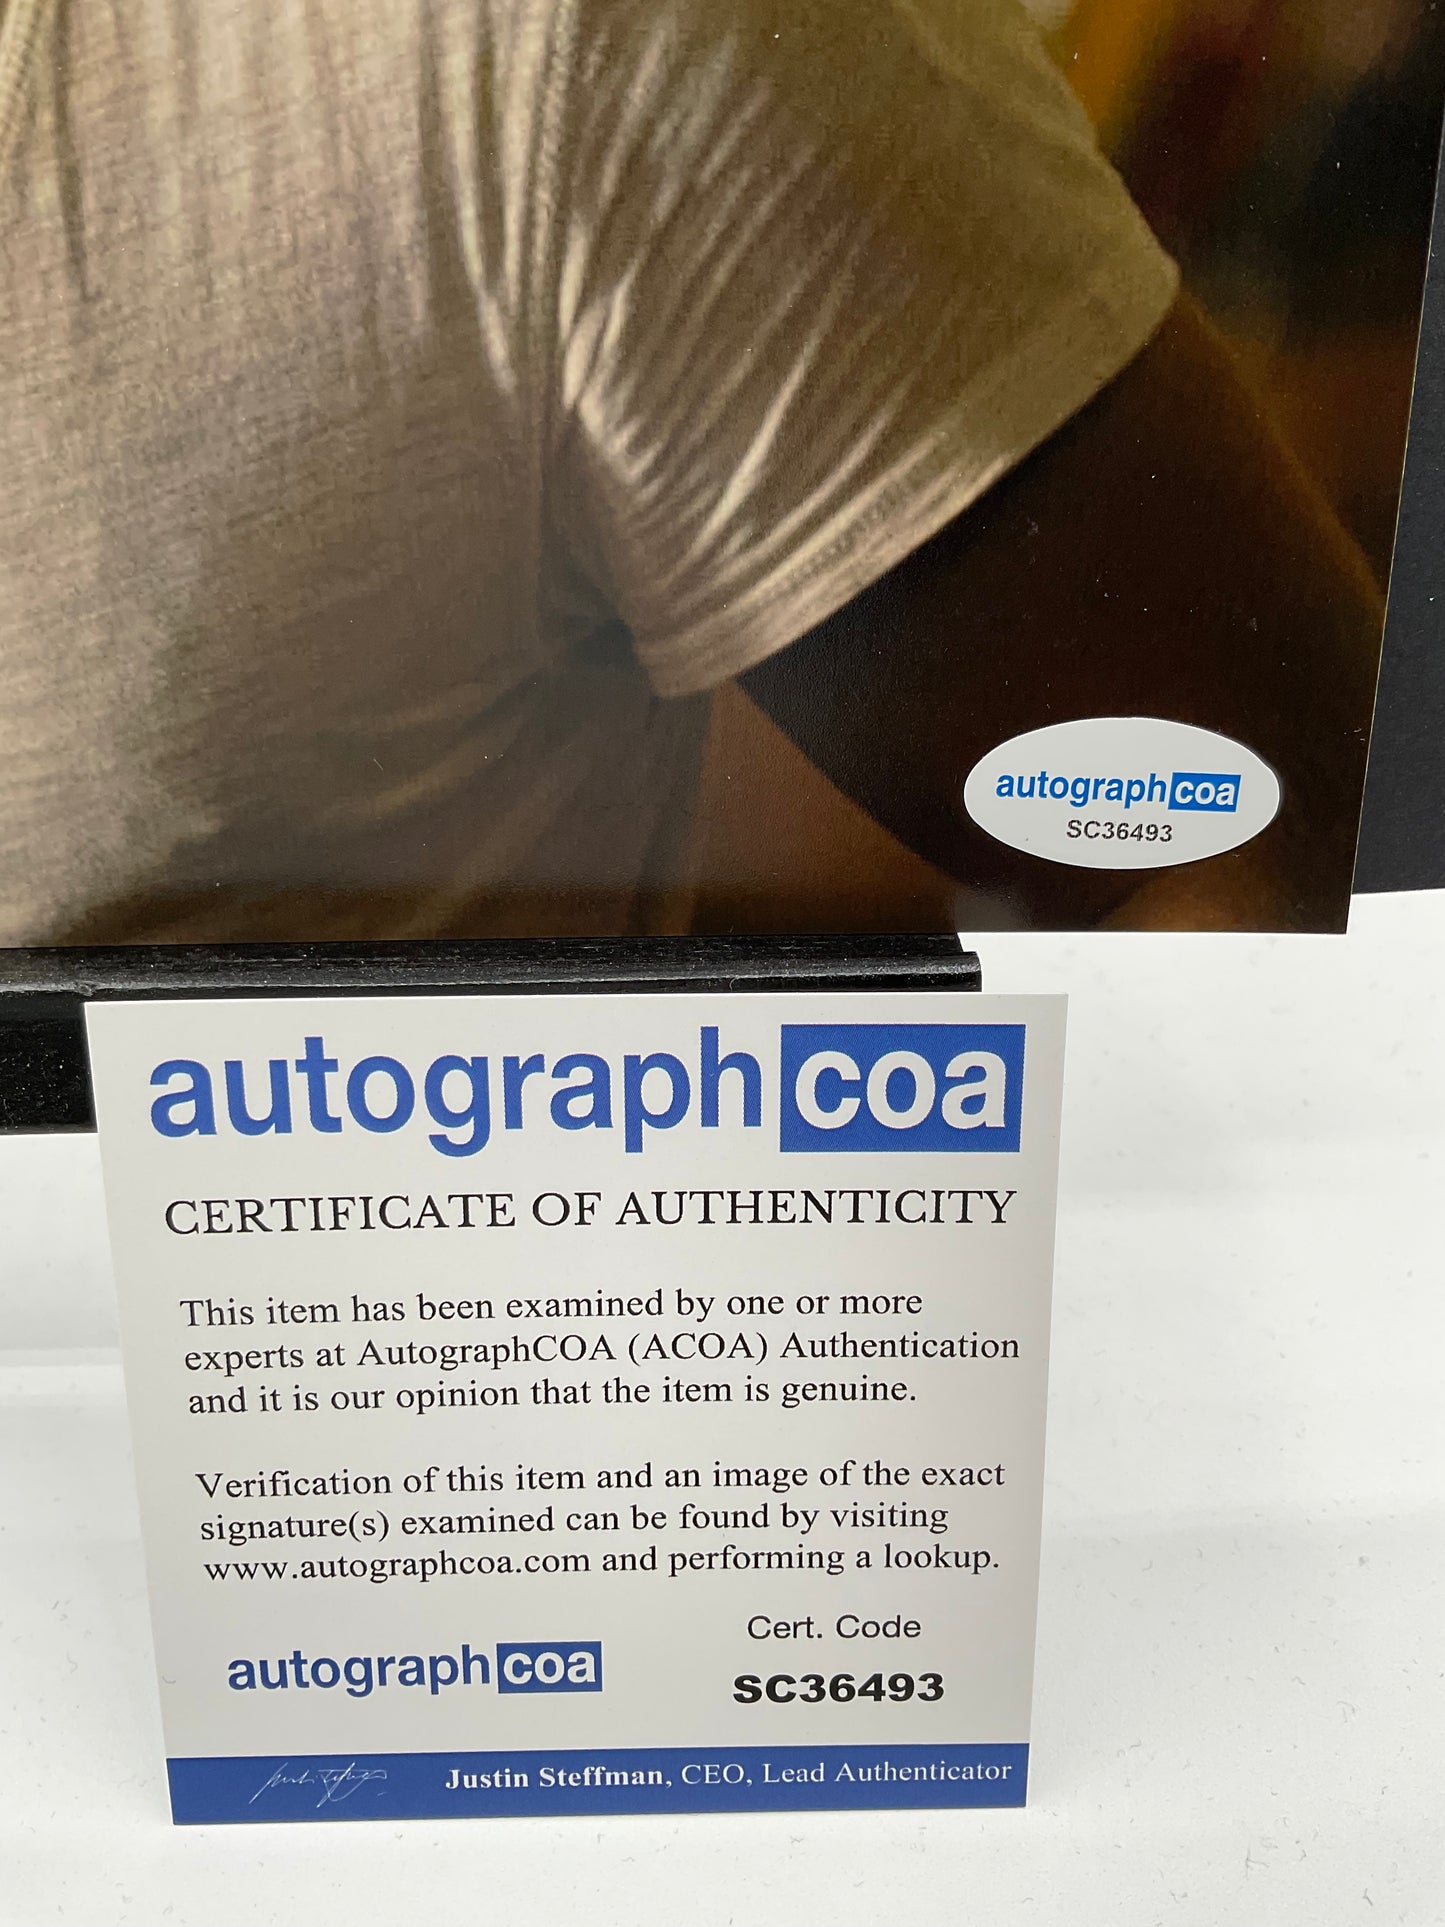 autographcoa
SC36493
autographcoa
CERTIFICATE OF AUTHENTICITY
This item has been examined by one or more
experts at AutographCOA (ACOA) Authentication
and it is our opinion that the item is genuine.
Verification of this item and an image of the exact
signature(s) examined can be found by visiting
www.autographcoa.com and performing a lookup.
Cert. Code
autographcoa
SC36493
Justin Steffman, CEO, Lead Authenticator